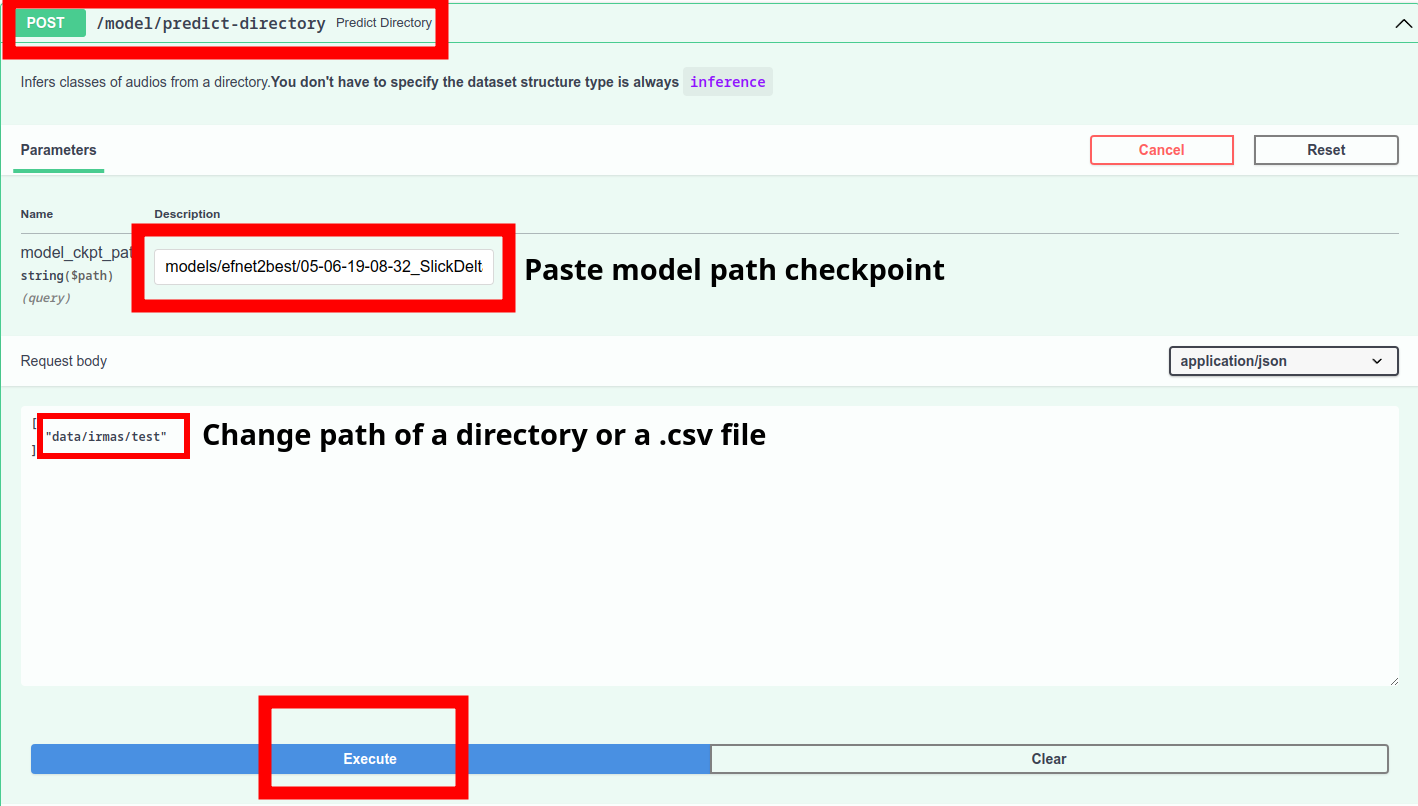 POST /model/predict-directory Predict Directory
Infers classes of audios from a directory.You don't have to specify the dataset structure type is always inference
Parameters Cancel Reset
Name Description
model_ckpt_pat
models/efnet2best/05-06-19-08-32_SlickDelt
Paste model path checkpoint
string($path)
(query)
Request body application/json
[
"data/irmas/test"
]
Change path of a directory or a .csv file
Execute Clear